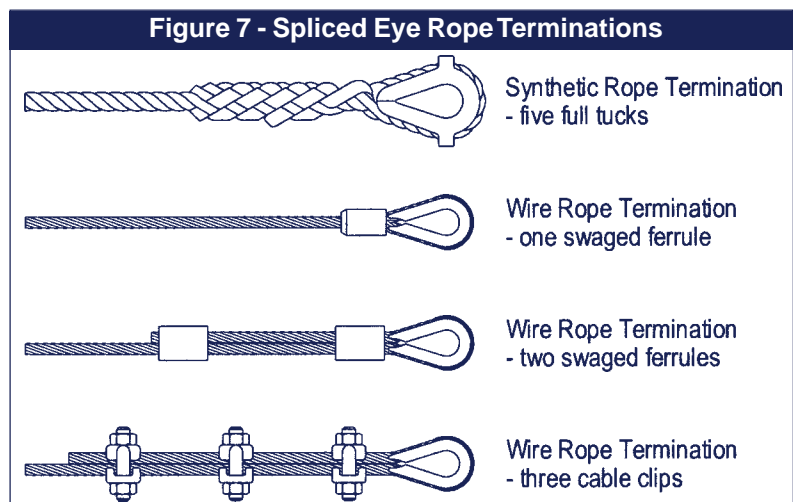 Figure 7 - Spliced Eye Rope Terminations
Synthetic Rope Termination
- five full tucks
Wire Rope Termination
- one swaged ferrule
Wire Rope Termination
- two swaged ferrules
Wire Rope Termination
- three cable clips